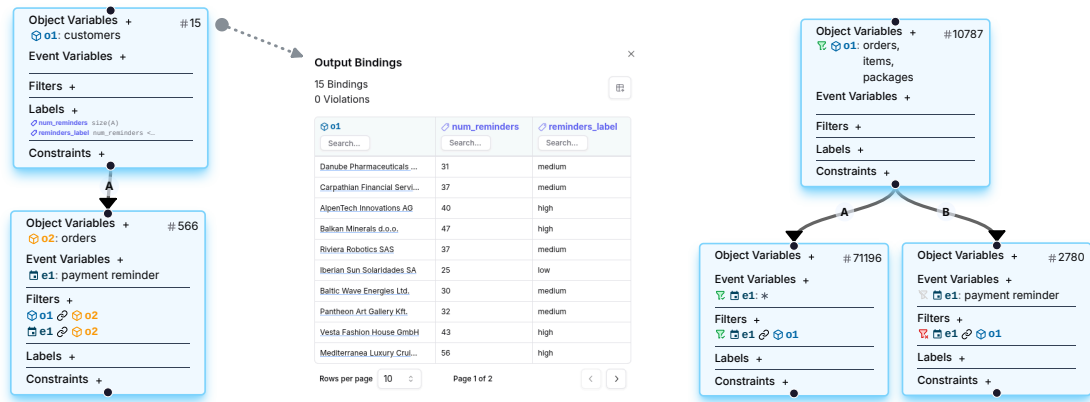 Object Variables +
#15
o1: customers
Event Variables +
Filters +
Labels +
num_reminders size(A)
reminders_label num_reminders <…
Constraints +
A
Object Variables +
#566
o2: orders
Event Variables +
e1: payment reminder
Filters +
o1 o2
e1 o2
Labels +
Constraints +
Output Bindings
15 Bindings
0 Violations
o1 num_reminders reminders_label
Search... Search... Search...
Danube Pharmaceuticals ... 31 medium
Carpathian Financial Servi... 37 medium
AlpenTech Innovations AG 40 high
Balkan Minerals d.o.o. 47 high
Riviera Robotics SAS 37 medium
Iberian Sun Solaridades SA 25 low
Baltic Wave Energies Ltd. 30 medium
Pantheon Art Gallery Kft. 32 medium
Vesta Fashion House GmbH 43 high
Mediterranea Luxury Crui... 56 high
Rows per page 10 Page 1 of 2
Object Variables +
#10787
o1: orders,
items,
packages
Event Variables +
Filters +
Labels +
Constraints +
A
B
Object Variables +
#71196
Event Variables +
e1: *
Filters +
e1 o1
Labels +
Constraints +
Object Variables +
#2780
Event Variables +
e1: payment reminder
Filters +
e1 o1
Labels +
Constraints +